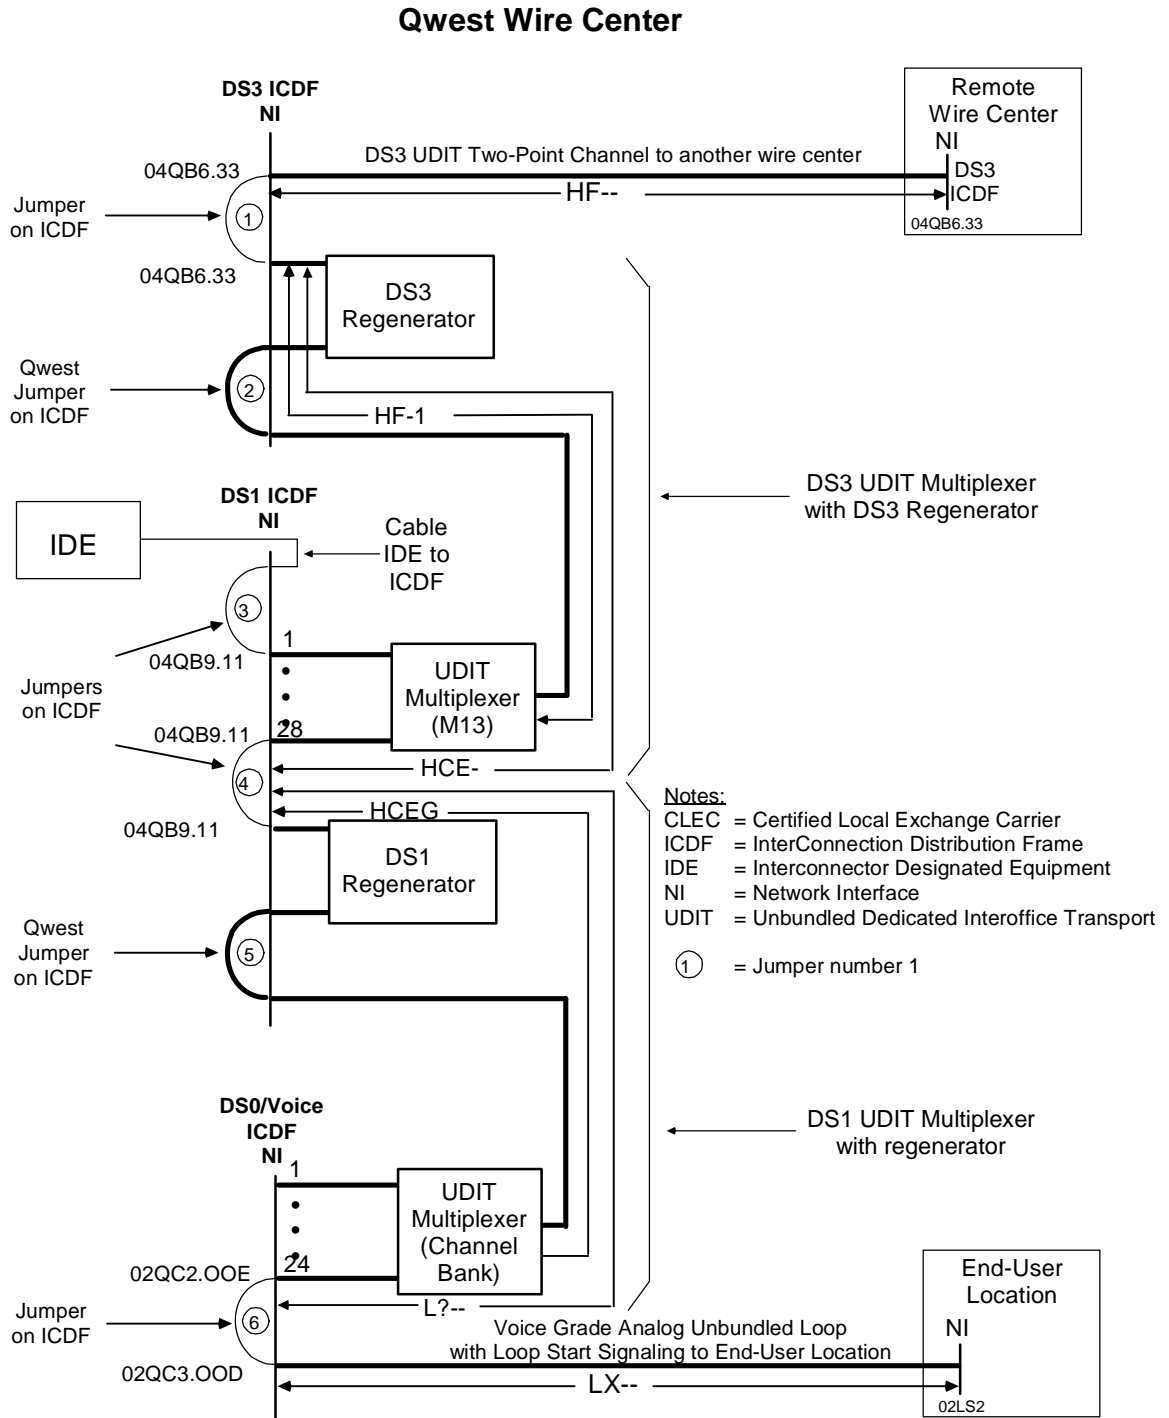 Qwest Wire Center
DS3 ICDF
NI
Remote
Wire Center
NI
DS3
ICDF
04QB6.33
04QB6.33
DS3 UDIT Two-Point Channel to another wire center
HF--
Jumper
on ICDF
1
04QB6.33
DS3
Regenerator
Qwest
Jumper
on ICDF
2
HF-1
DS3 UDIT Multiplexer
with DS3 Regenerator
DS1 ICDF
NI
IDE
Cable
IDE to
ICDF
3
1
04QB9.11
UDIT
Multiplexer
(M13)
Jumpers
on ICDF
04QB9.11
28
HCE-
4
HCEG
04QB9.11
DS1
Regenerator
Notes:
CLEC = Certified Local Exchange Carrier
ICDF = InterConnection Distribution Frame
IDE = Interconnector Designated Equipment
NI = Network Interface
UDIT = Unbundled Dedicated Interoffice Transport
1 = Jumper number 1
Qwest
Jumper
on ICDF
5
DS0/Voice
ICDF
NI
DS1 UDIT Multiplexer
with regenerator
1
UDIT
Multiplexer
(Channel
Bank)
24
02QC2.OOE
L?--
Jumper
on ICDF
6
Voice Grade Analog Unbundled Loop
with Loop Start Signaling to End-User Location
02QC3.OOD
LX--
End-User
Location
NI
02LS2